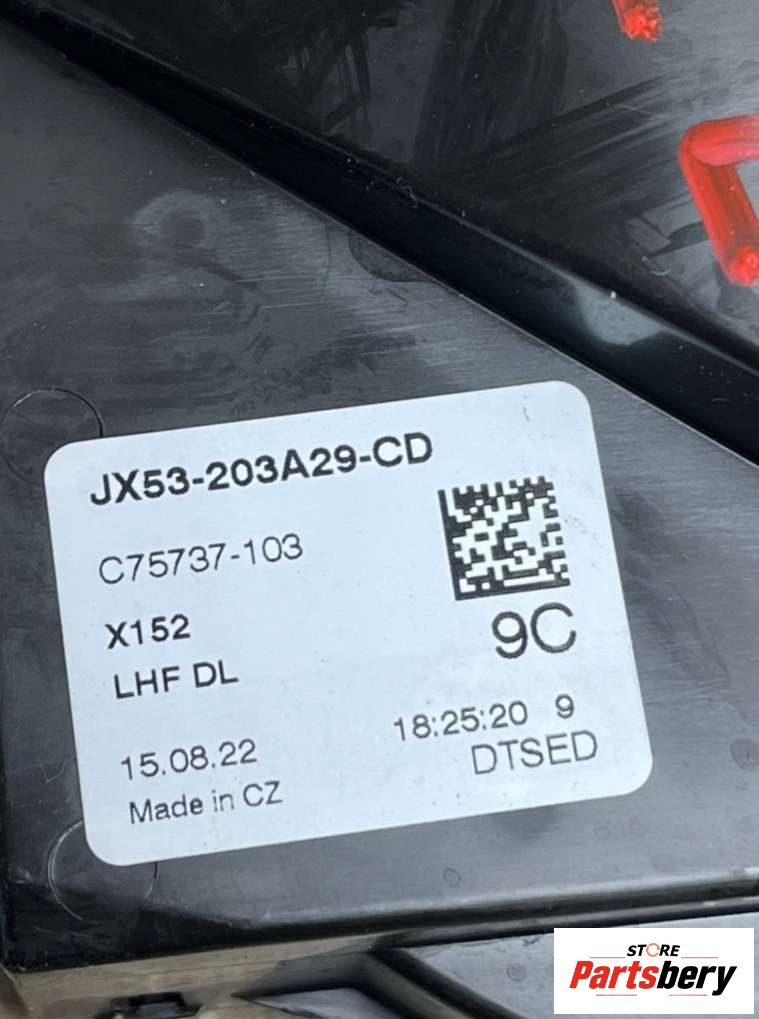 JX53-203A29-CD
C75737-103
X152
9C
LHF DL
18:25:20 9
15.08.22
DTSED
Made in CZ
STORE
Partsbery